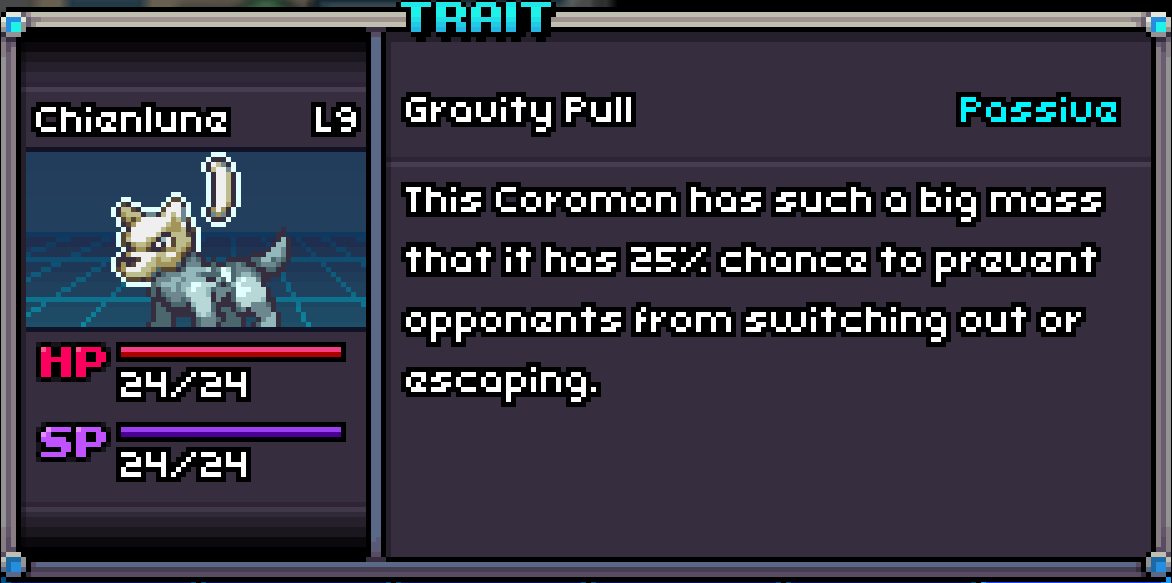 TRAIT
Chienlune L9
Gravity Pull Passive
This Coromon has such a big mass
that it has 25% chance to prevent
opponents from switching out or
escaping.
HP
24/24
SP
24/24